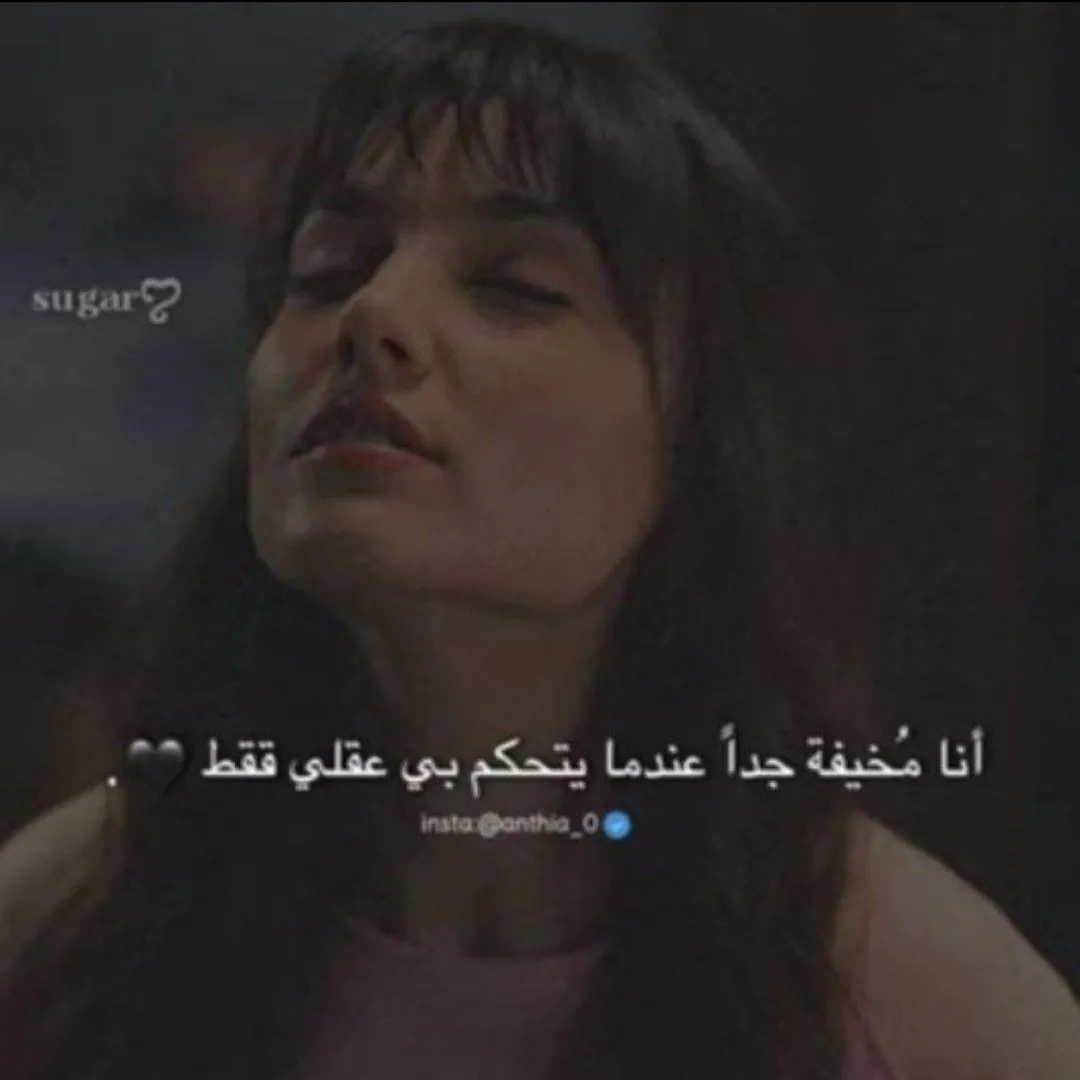 sugar
أنا مُخيفة جداً عندما يتحكم بي عقلي فقط 🖤 .
insta:@anthia_0